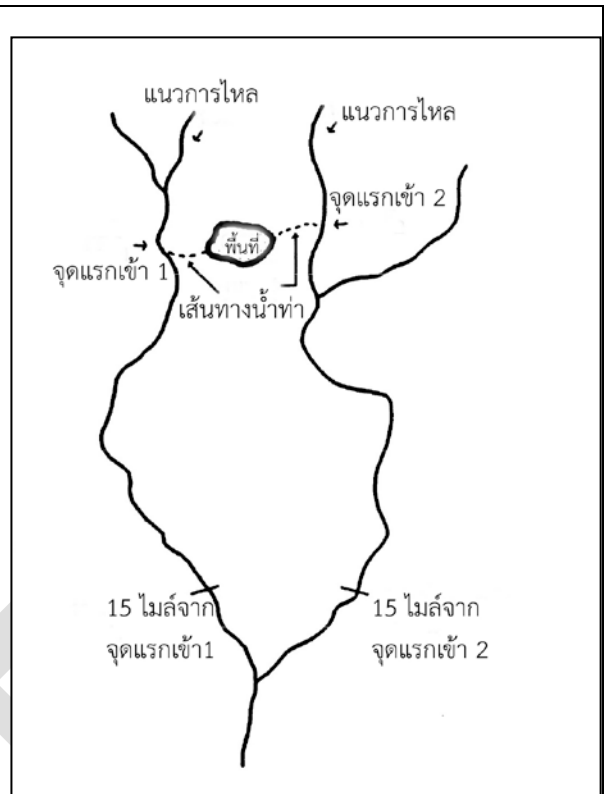 แนวการไหล
แนวการไหล
จุดแรกเข้า 2
พื้นที่
จุดแรกเข้า 1
เส้นทางน้ำท่า
15 ไมล์จาก
จุดแรกเข้า1
15 ไมล์จาก
จุดแรกเข้า 2